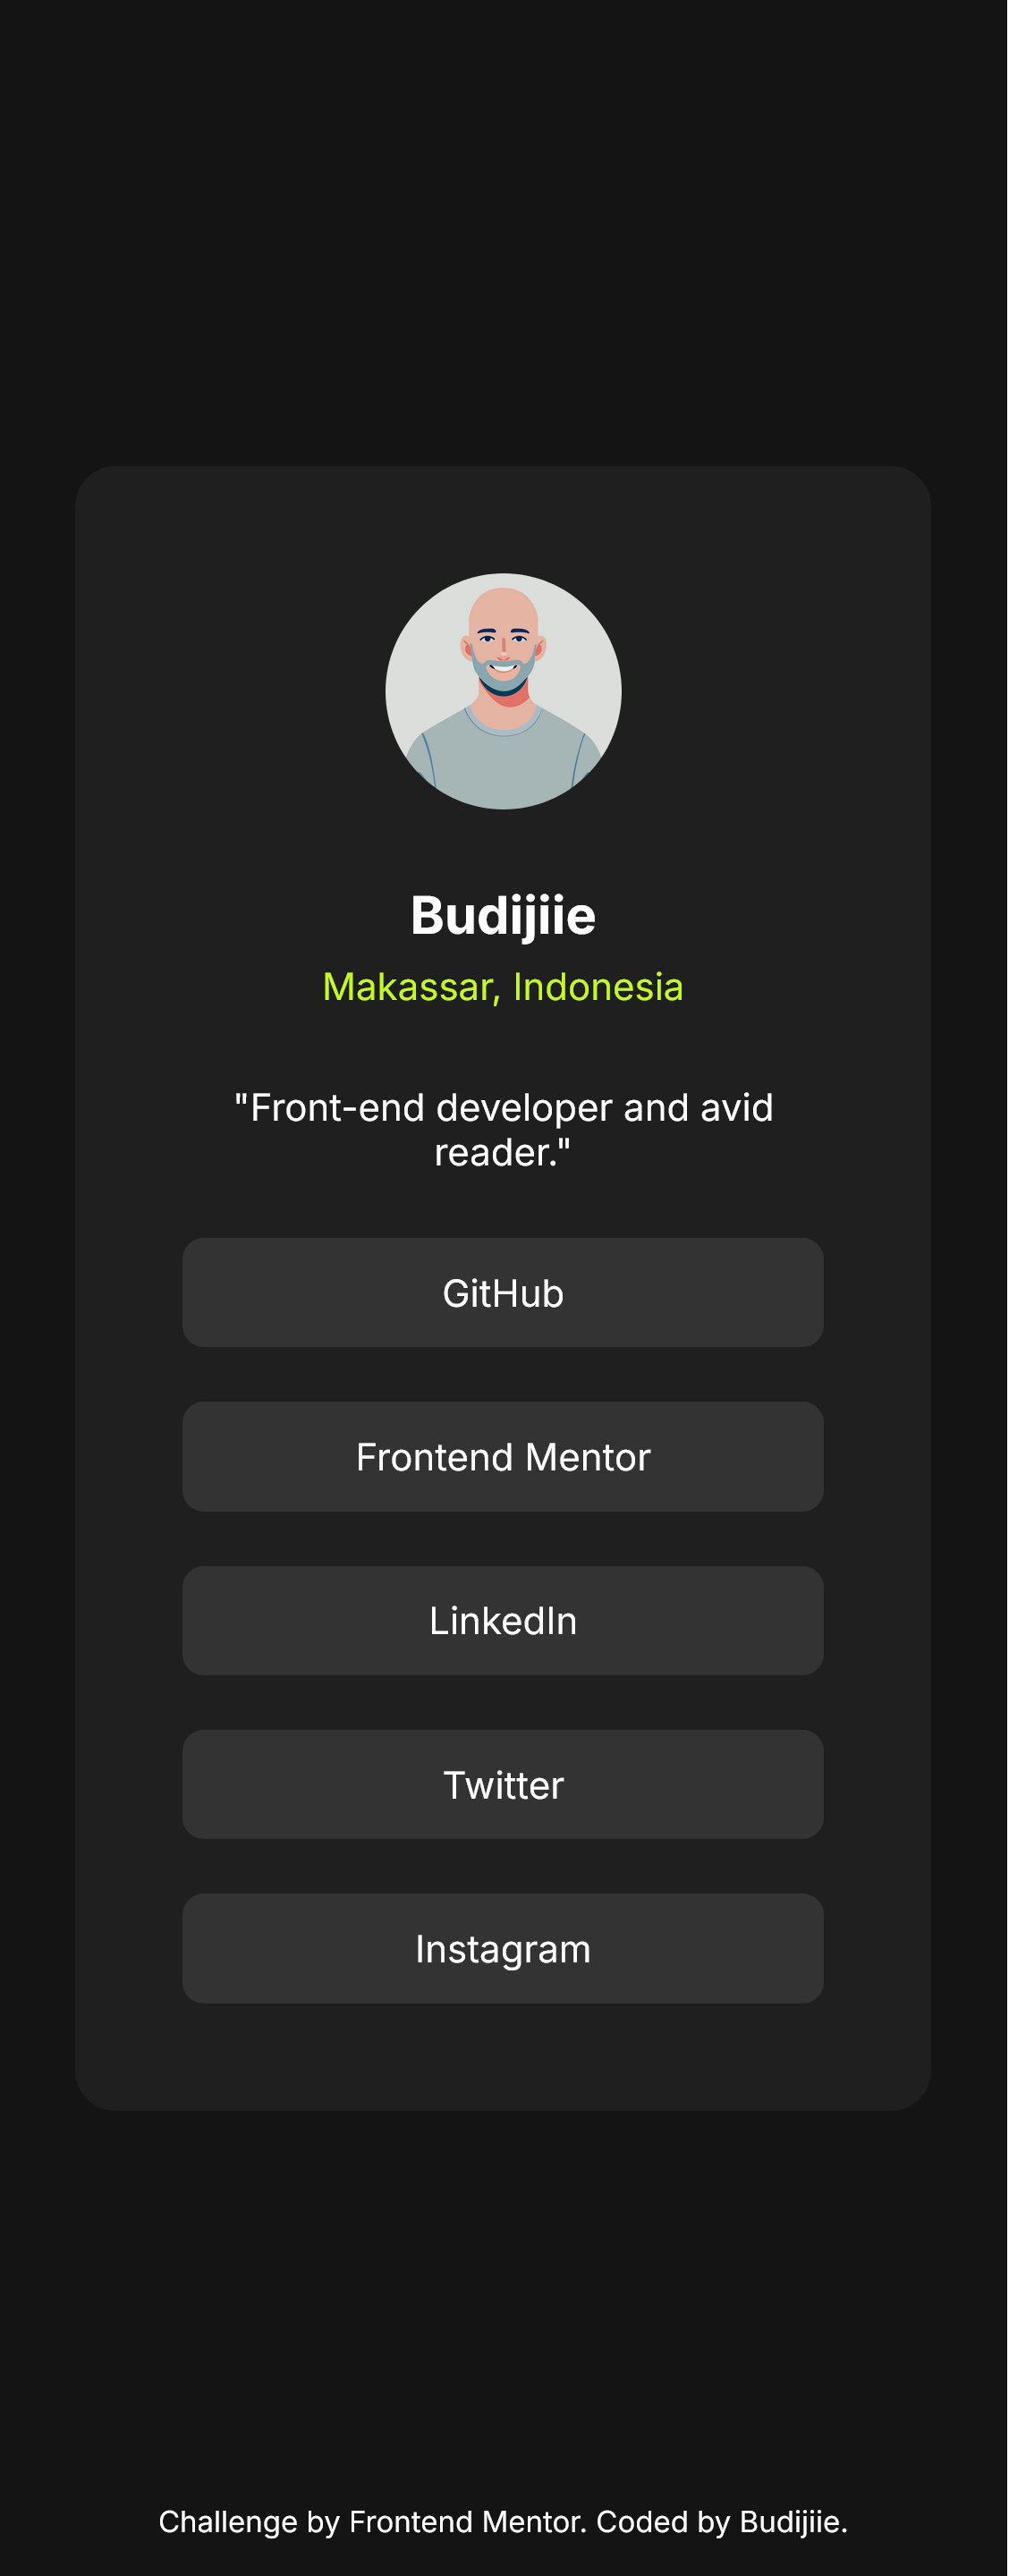 Budijiie
Makassar, Indonesia
"Front-end developer and avid
reader."
GitHub
Frontend Mentor
LinkedIn
Twitter
Instagram
Challenge by Frontend Mentor. Coded by Budijiie.